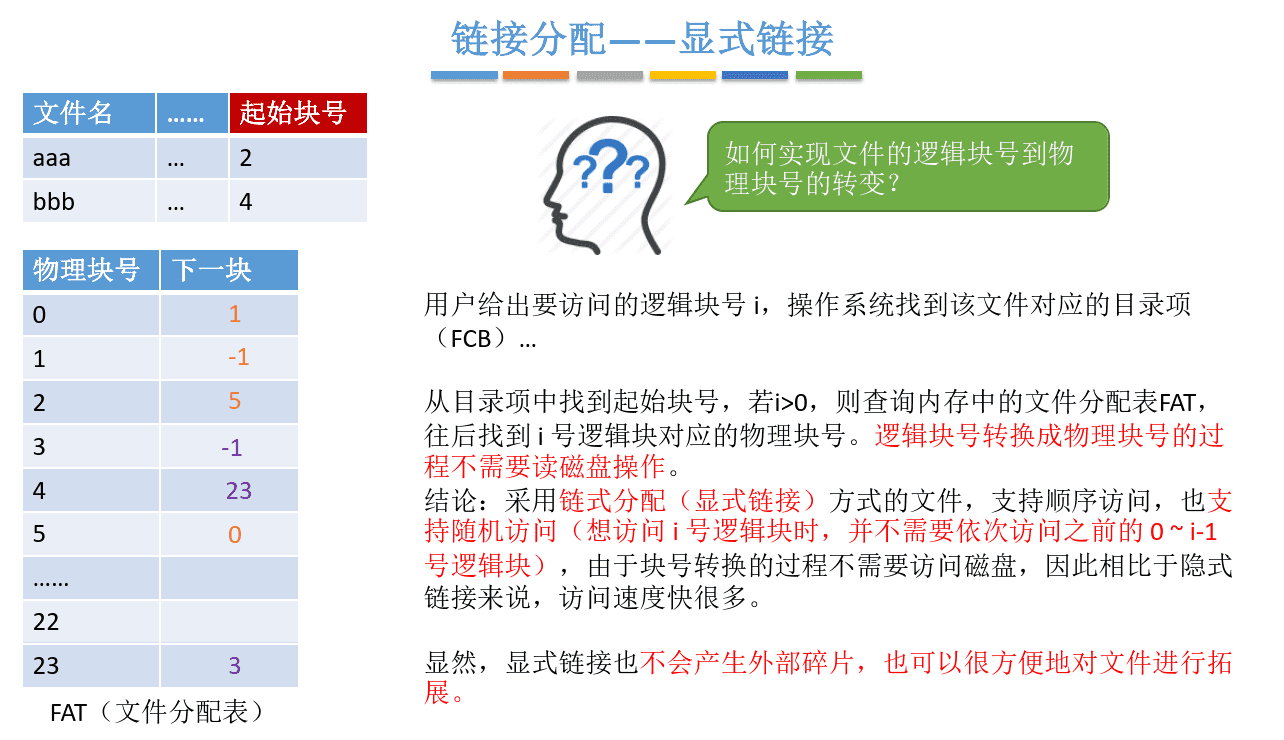 链接分配——显式链接
文件名 …… 起始块号
aaa ... 2
bbb ... 4
???
如何实现文件的逻辑块号到物
理块号的转变？
物理块号 下一块
0 1
1 -1
2 5
3 -1
4 23
5 0
……
22
23 3
FAT（文件分配表）
用户给出要访问的逻辑块号 i，操作系统找到该文件对应的目录项
（FCB）…
从目录项中找到起始块号，若i>0，则查询内存中的文件分配表FAT，
往后找到 i 号逻辑块对应的物理块号。逻辑块号转换成物理块号的过
程不需要读磁盘操作。
结论：采用链式分配（显式链接）方式的文件，支持顺序访问，也支
持随机访问（想访问 i 号逻辑块时，并不需要依次访问之前的 0 ~ i-1
号逻辑块），由于块号转换的过程不需要访问磁盘，因此相比于隐式
链接来说，访问速度快很多。
显然，显式链接也不会产生外部碎片，也可以很方便地对文件进行拓
展。